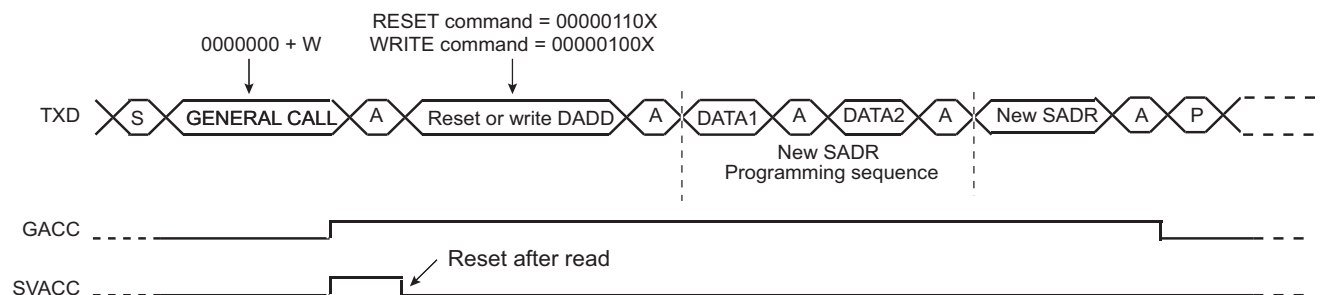 RESET command = 00000110X
0000000 + W WRITE command = 00000100X
TXD S GENERAL CALL A Reset or write DADD A DATA1 A DATA2 A New SADR A P
New SADR
Programming sequence
GACC
Reset after read
SVACC